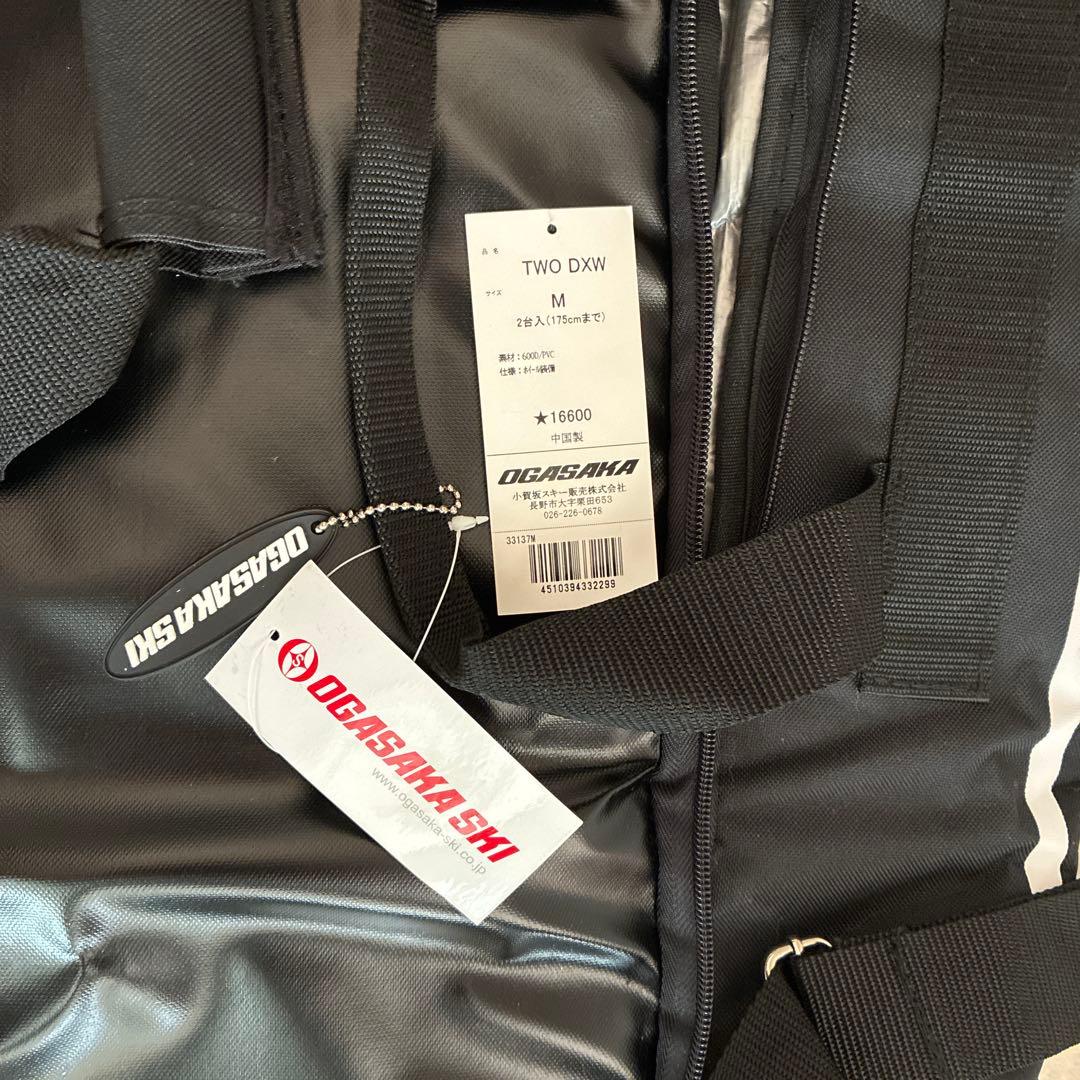 品名
TWO DXW
サイズ
M
2台入(175cmまで)
素材:600D/PVC
仕様:ホイール装備
★16600
中国製
OGASAKA
小賀坂スキー販売株式会社
長野市大字栗田653
026-226-0678
33137M
4510394332299
OGASAKA SKI
S
OGASAKA SKI
www.ogasaka-ski.co.jp